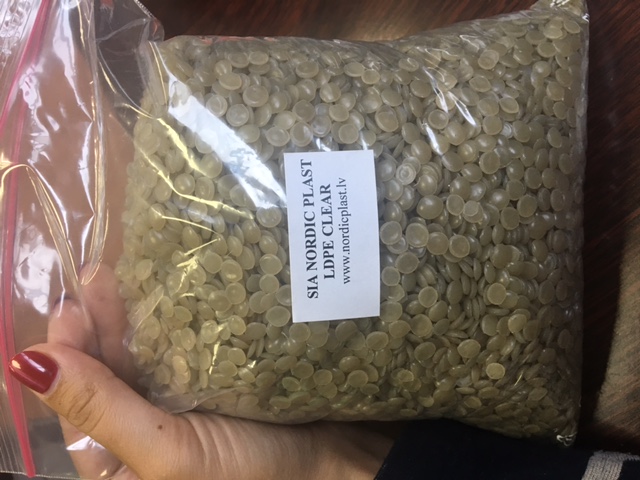 SIA NORDIC PLAST
LDPE CLEAR
www.nordicplast.lv